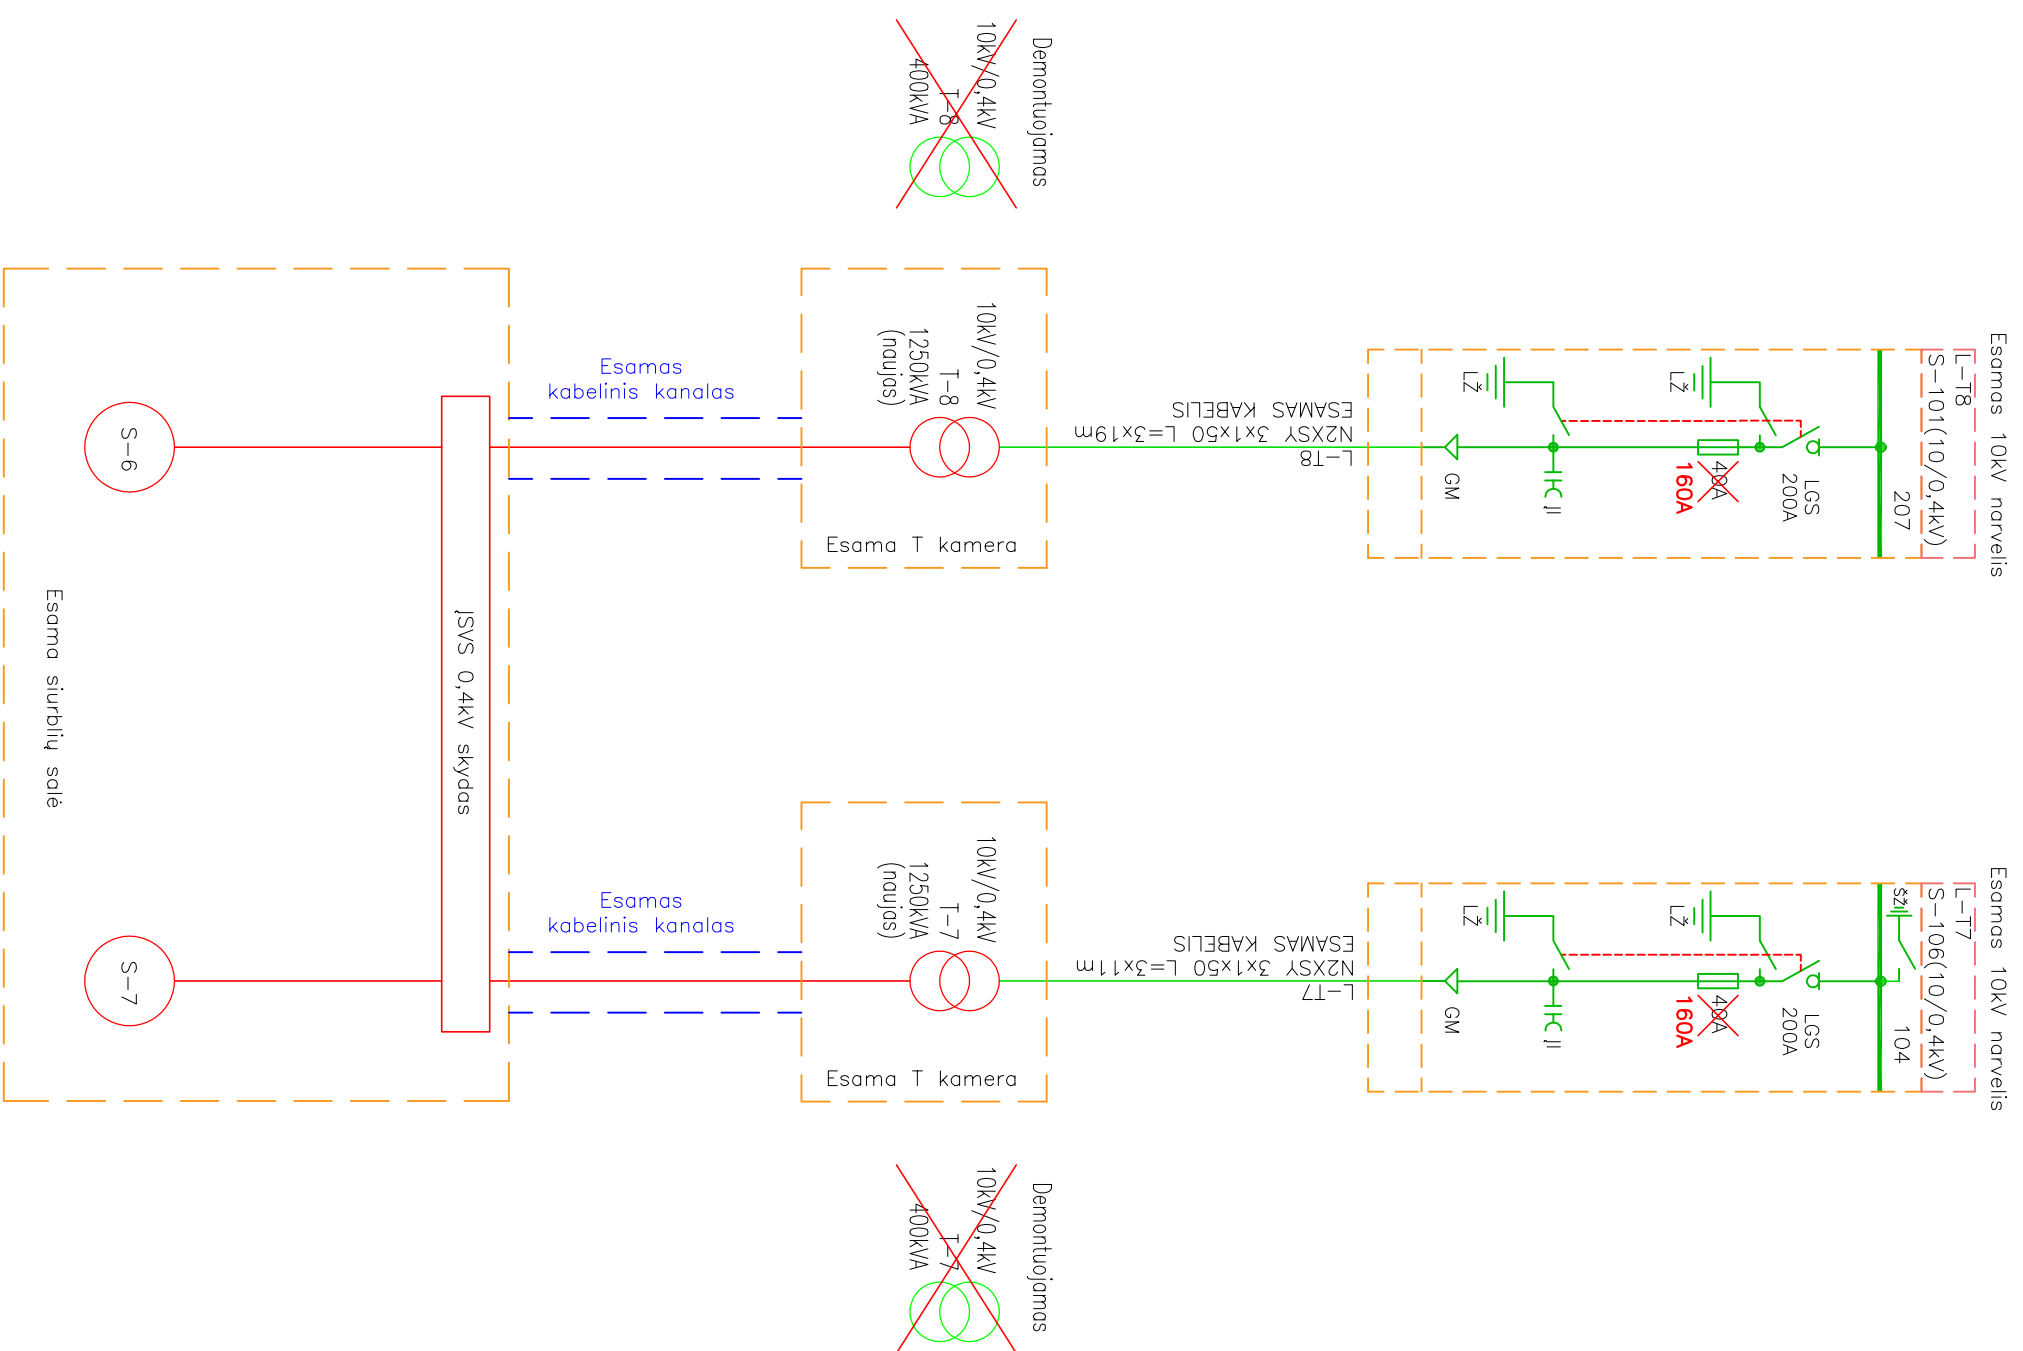 Demontuojamas
10kV/0,4kV
T-8
400kVA
Esamas 10kV narvelis
L-T8
S-101(10/0,4kV)
207
LGS
200A
LŽ
40A
160A
LŽ
ĮI
GM
L-T8
N2XSY 3x1x50 L=3x19m
ESAMAS KABELIS
10kV/0,4kV
T-8
1250kVA
(naujas)
Esama T kamera
Esamas
kabelinis kanalas
S-6
ĮSVS 0,4kV skydas
Esama siurblių salė
Esamas 10kV narvelis
L-T7
S-106(10/0,4kV)
ŠŽ
104
LGS
200A
LŽ
40A
160A
LŽ
ĮI
GM
L-T7
N2XSY 3x1x50 L=3x11m
ESAMAS KABELIS
10kV/0,4kV
T-7
1250kVA
(naujas)
Esama T kamera
Esamas
kabelinis kanalas
S-7
Demontuojamas
10kV/0,4kV
T-7
400kVA